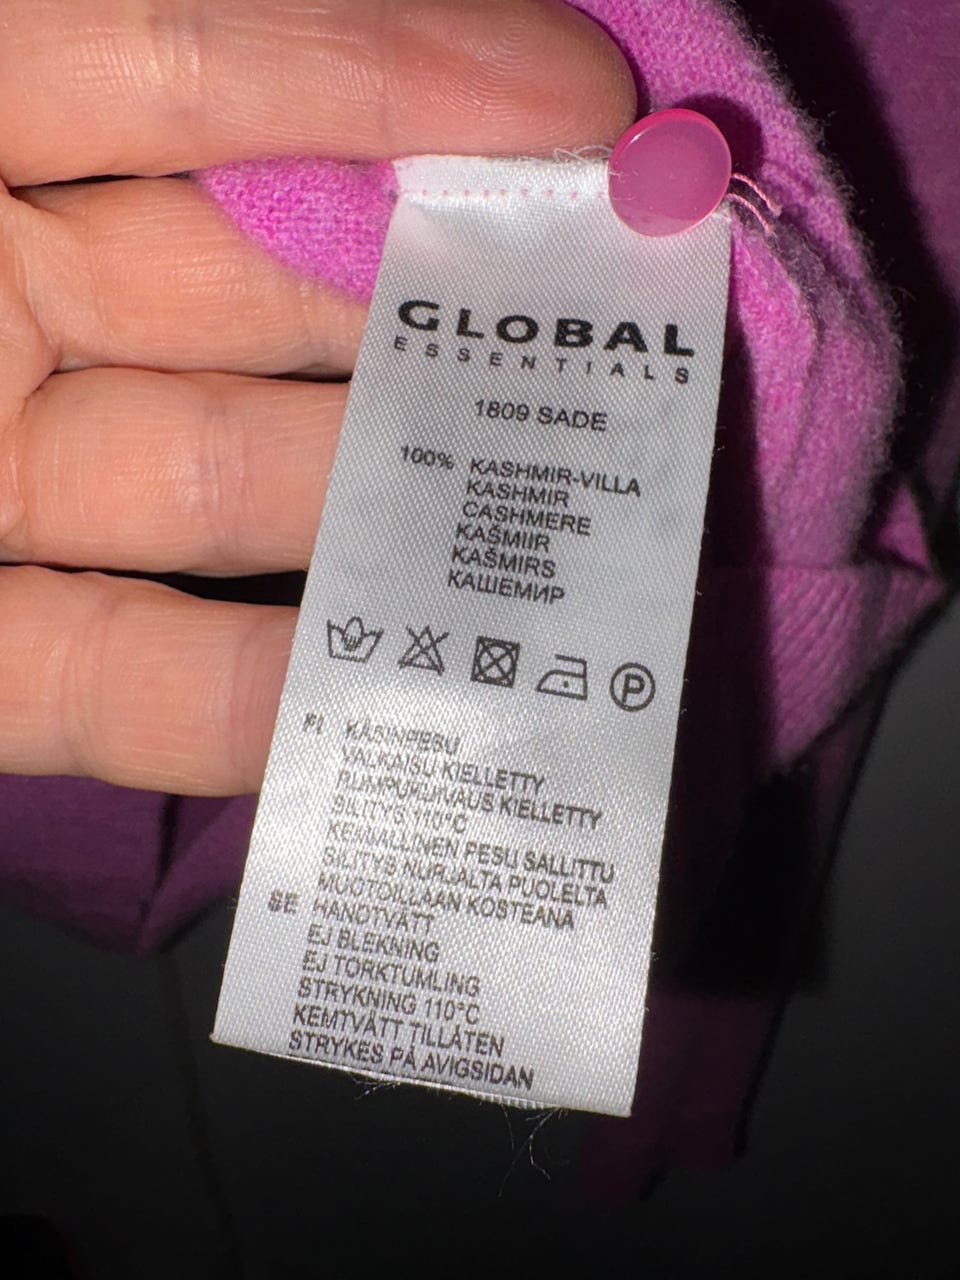 GLOBAL
ESSENTIALS
1809 SADE
100% KASHMIR-VILLA
KASHMIR
CASHMERE
KAŠMIIR
KAŠMIRS
КАШЕМИР
P
FI KÄSINPESU
VALKAISU KIELLETTY
RUMPUKUIVAUS KIELLETTY
SILITYS 110°C
KEMIALLINEN PESU SALLITTU
SILITYS NURJALTA PUOLELTA
MUOTOILLAAN KOSTEANA
SE HANDTVÄTT
EJ BLEKNING
EJ TORKTUMLING
STRYKNING 110°C
KEMTVÄTT TILLÅTEN
STRYKES PÅ AVIGSIDAN